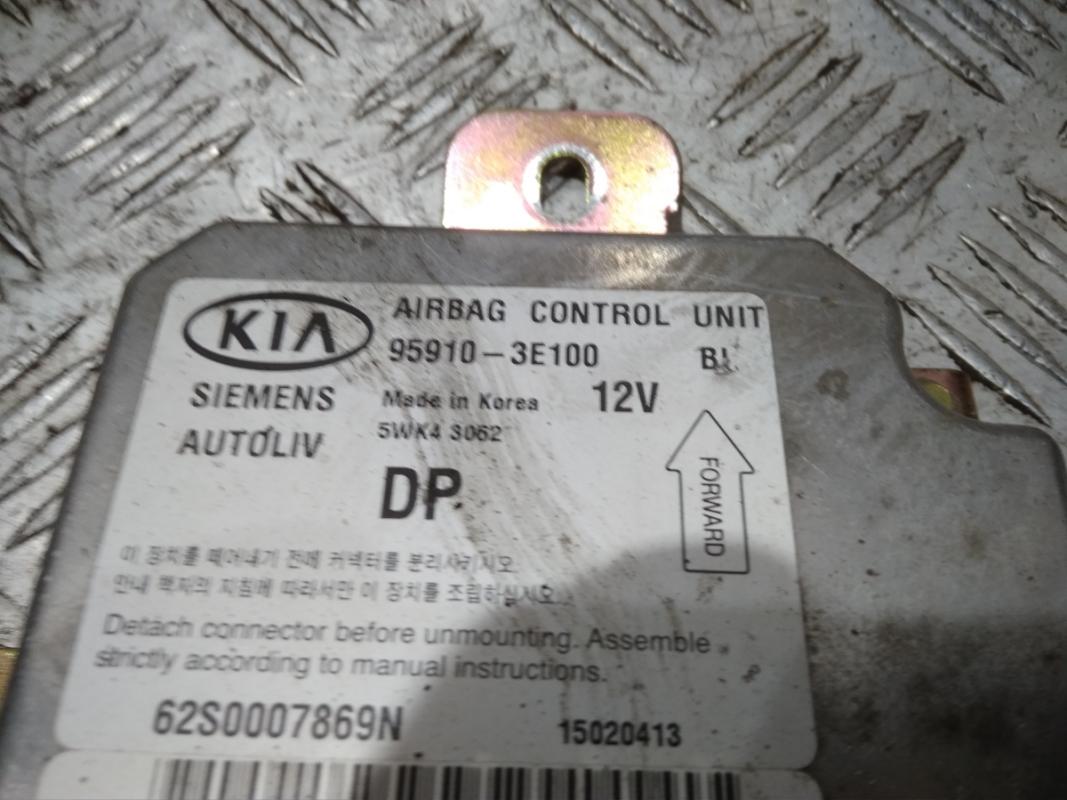 KIA
AIRBAG CONTROL UNIT
95910-3E100 BL
SIEMENS
Made in Korea 12V
AUTOLIV
5WK4 3062
DP
FORWARD
이 장치를 떼어내기 전에 커넥터를 분리시키시오.
안내 책자의 지침에 따라서만 이 장치를 조립하십시오.
Detach connector before unmounting. Assemble
strictly according to manual instructions.
62S0007869N 15020413